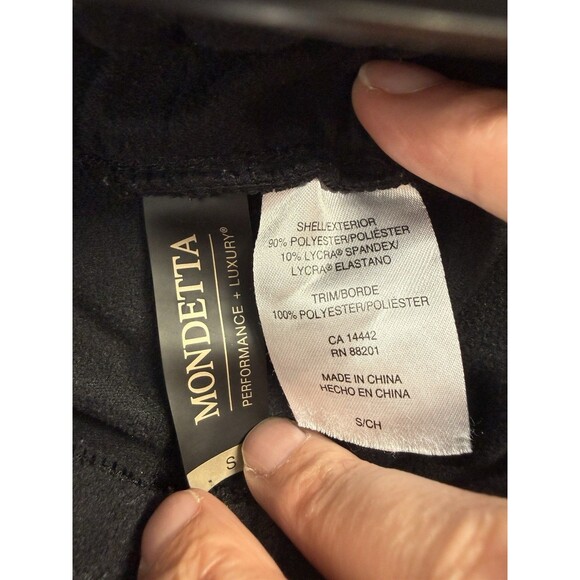 MONDETTA
PERFORMANCE + LUXURY®
S
SHELL/EXTERIOR
90% POLYESTER/POLIÉSTER
10% LYCRA® SPANDEX/
LYCRA® ELASTANO
TRIM/BORDE
100% POLYESTER/POLIÉSTER
CA 14442
RN 88201
MADE IN CHINA
HECHO EN CHINA
S/CH